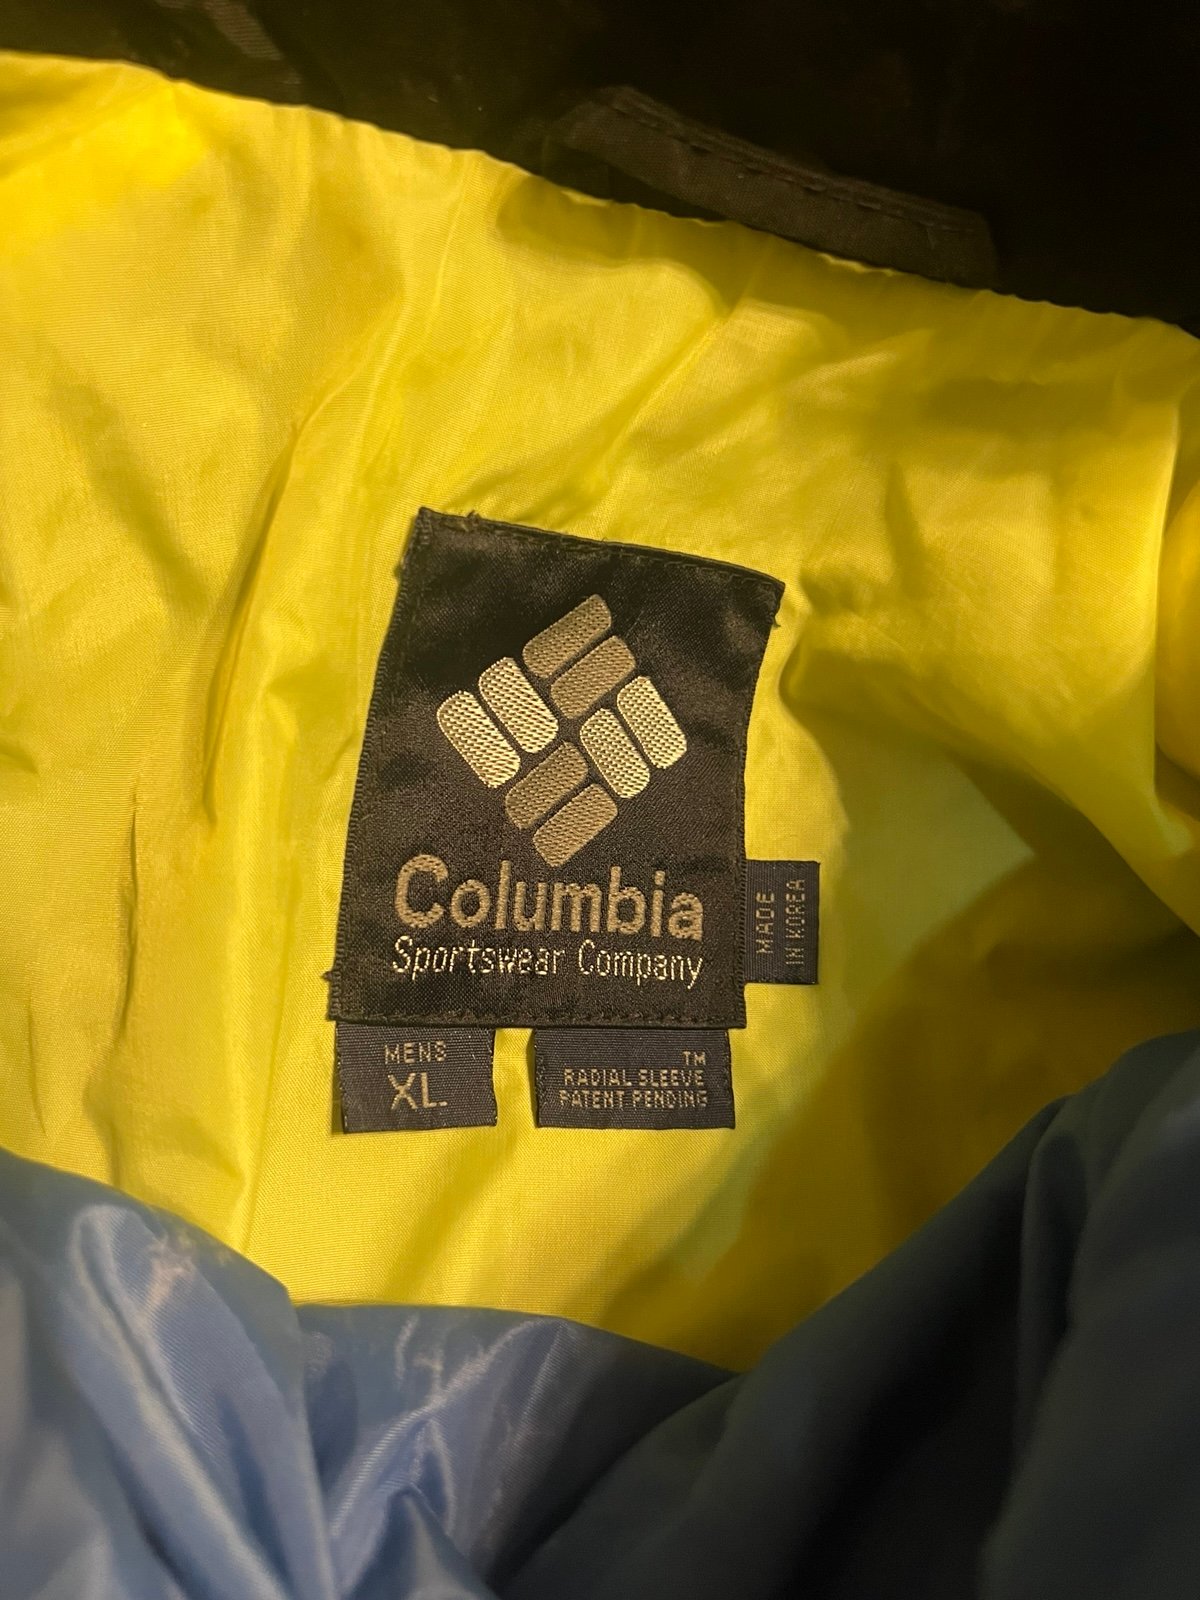 Columbia
Sportswear Company
MADE
IN KOREA
MENS
XL
TM
RADIAL SLEEVE
PATENT PENDING